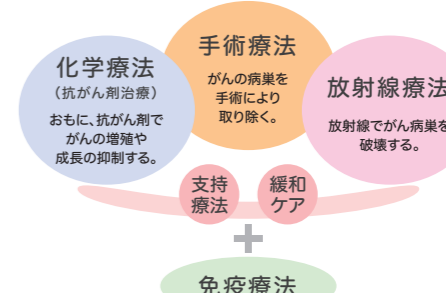 化学療法
（抗がん剤治療）
おもに、抗がん剤で
がんの増殖や
成長の抑制する。
手術療法
がんの病巣を
手術により
取り除く。
放射線療法
放射線でがん病巣を
破壊する。
支持
療法
緩和
ケア
+
免疫療法